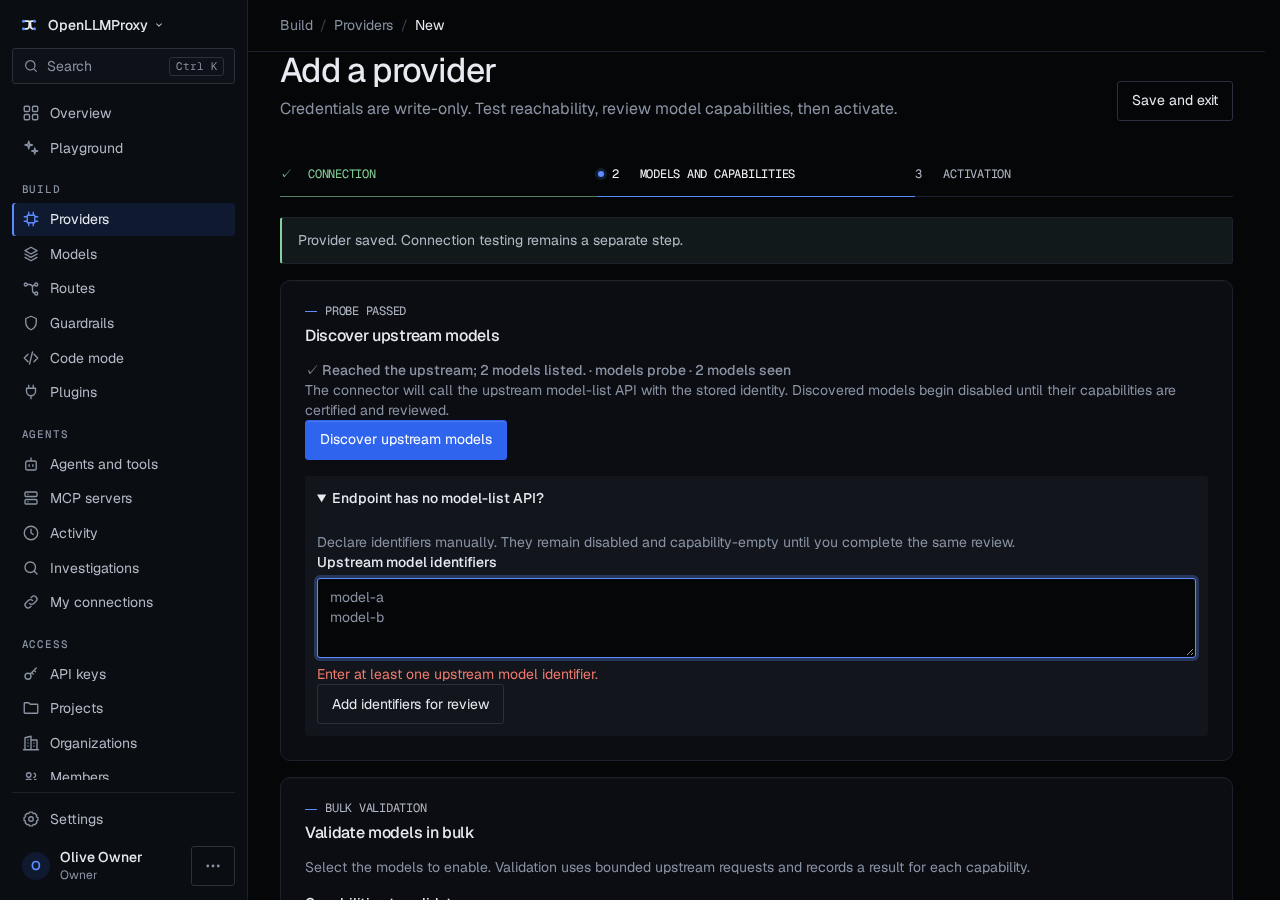 OpenLLMProxy
Search Ctrl K
Overview
Playground
BUILD
Providers
Models
Routes
Guardrails
Code mode
Plugins
AGENTS
Agents and tools
MCP servers
Activity
Investigations
My connections
ACCESS
API keys
Projects
Organizations
Members
Settings
O
Olive Owner
Owner
Build / Providers / New
Add a provider
Credentials are write-only. Test reachability, review model capabilities, then activate.
Save and exit
✓ CONNECTION
2 MODELS AND CAPABILITIES
3 ACTIVATION
Provider saved. Connection testing remains a separate step.
— PROBE PASSED
Discover upstream models
✓ Reached the upstream; 2 models listed. · models probe · 2 models seen
The connector will call the upstream model-list API with the stored identity. Discovered models begin disabled until their capabilities are
certified and reviewed.
Discover upstream models
▼ Endpoint has no model-list API?
Declare identifiers manually. They remain disabled and capability-empty until you complete the same review.
Upstream model identifiers
model-a
model-b
Enter at least one upstream model identifier.
Add identifiers for review
— BULK VALIDATION
Validate models in bulk
Select the models to enable. Validation uses bounded upstream requests and records a result for each capability.